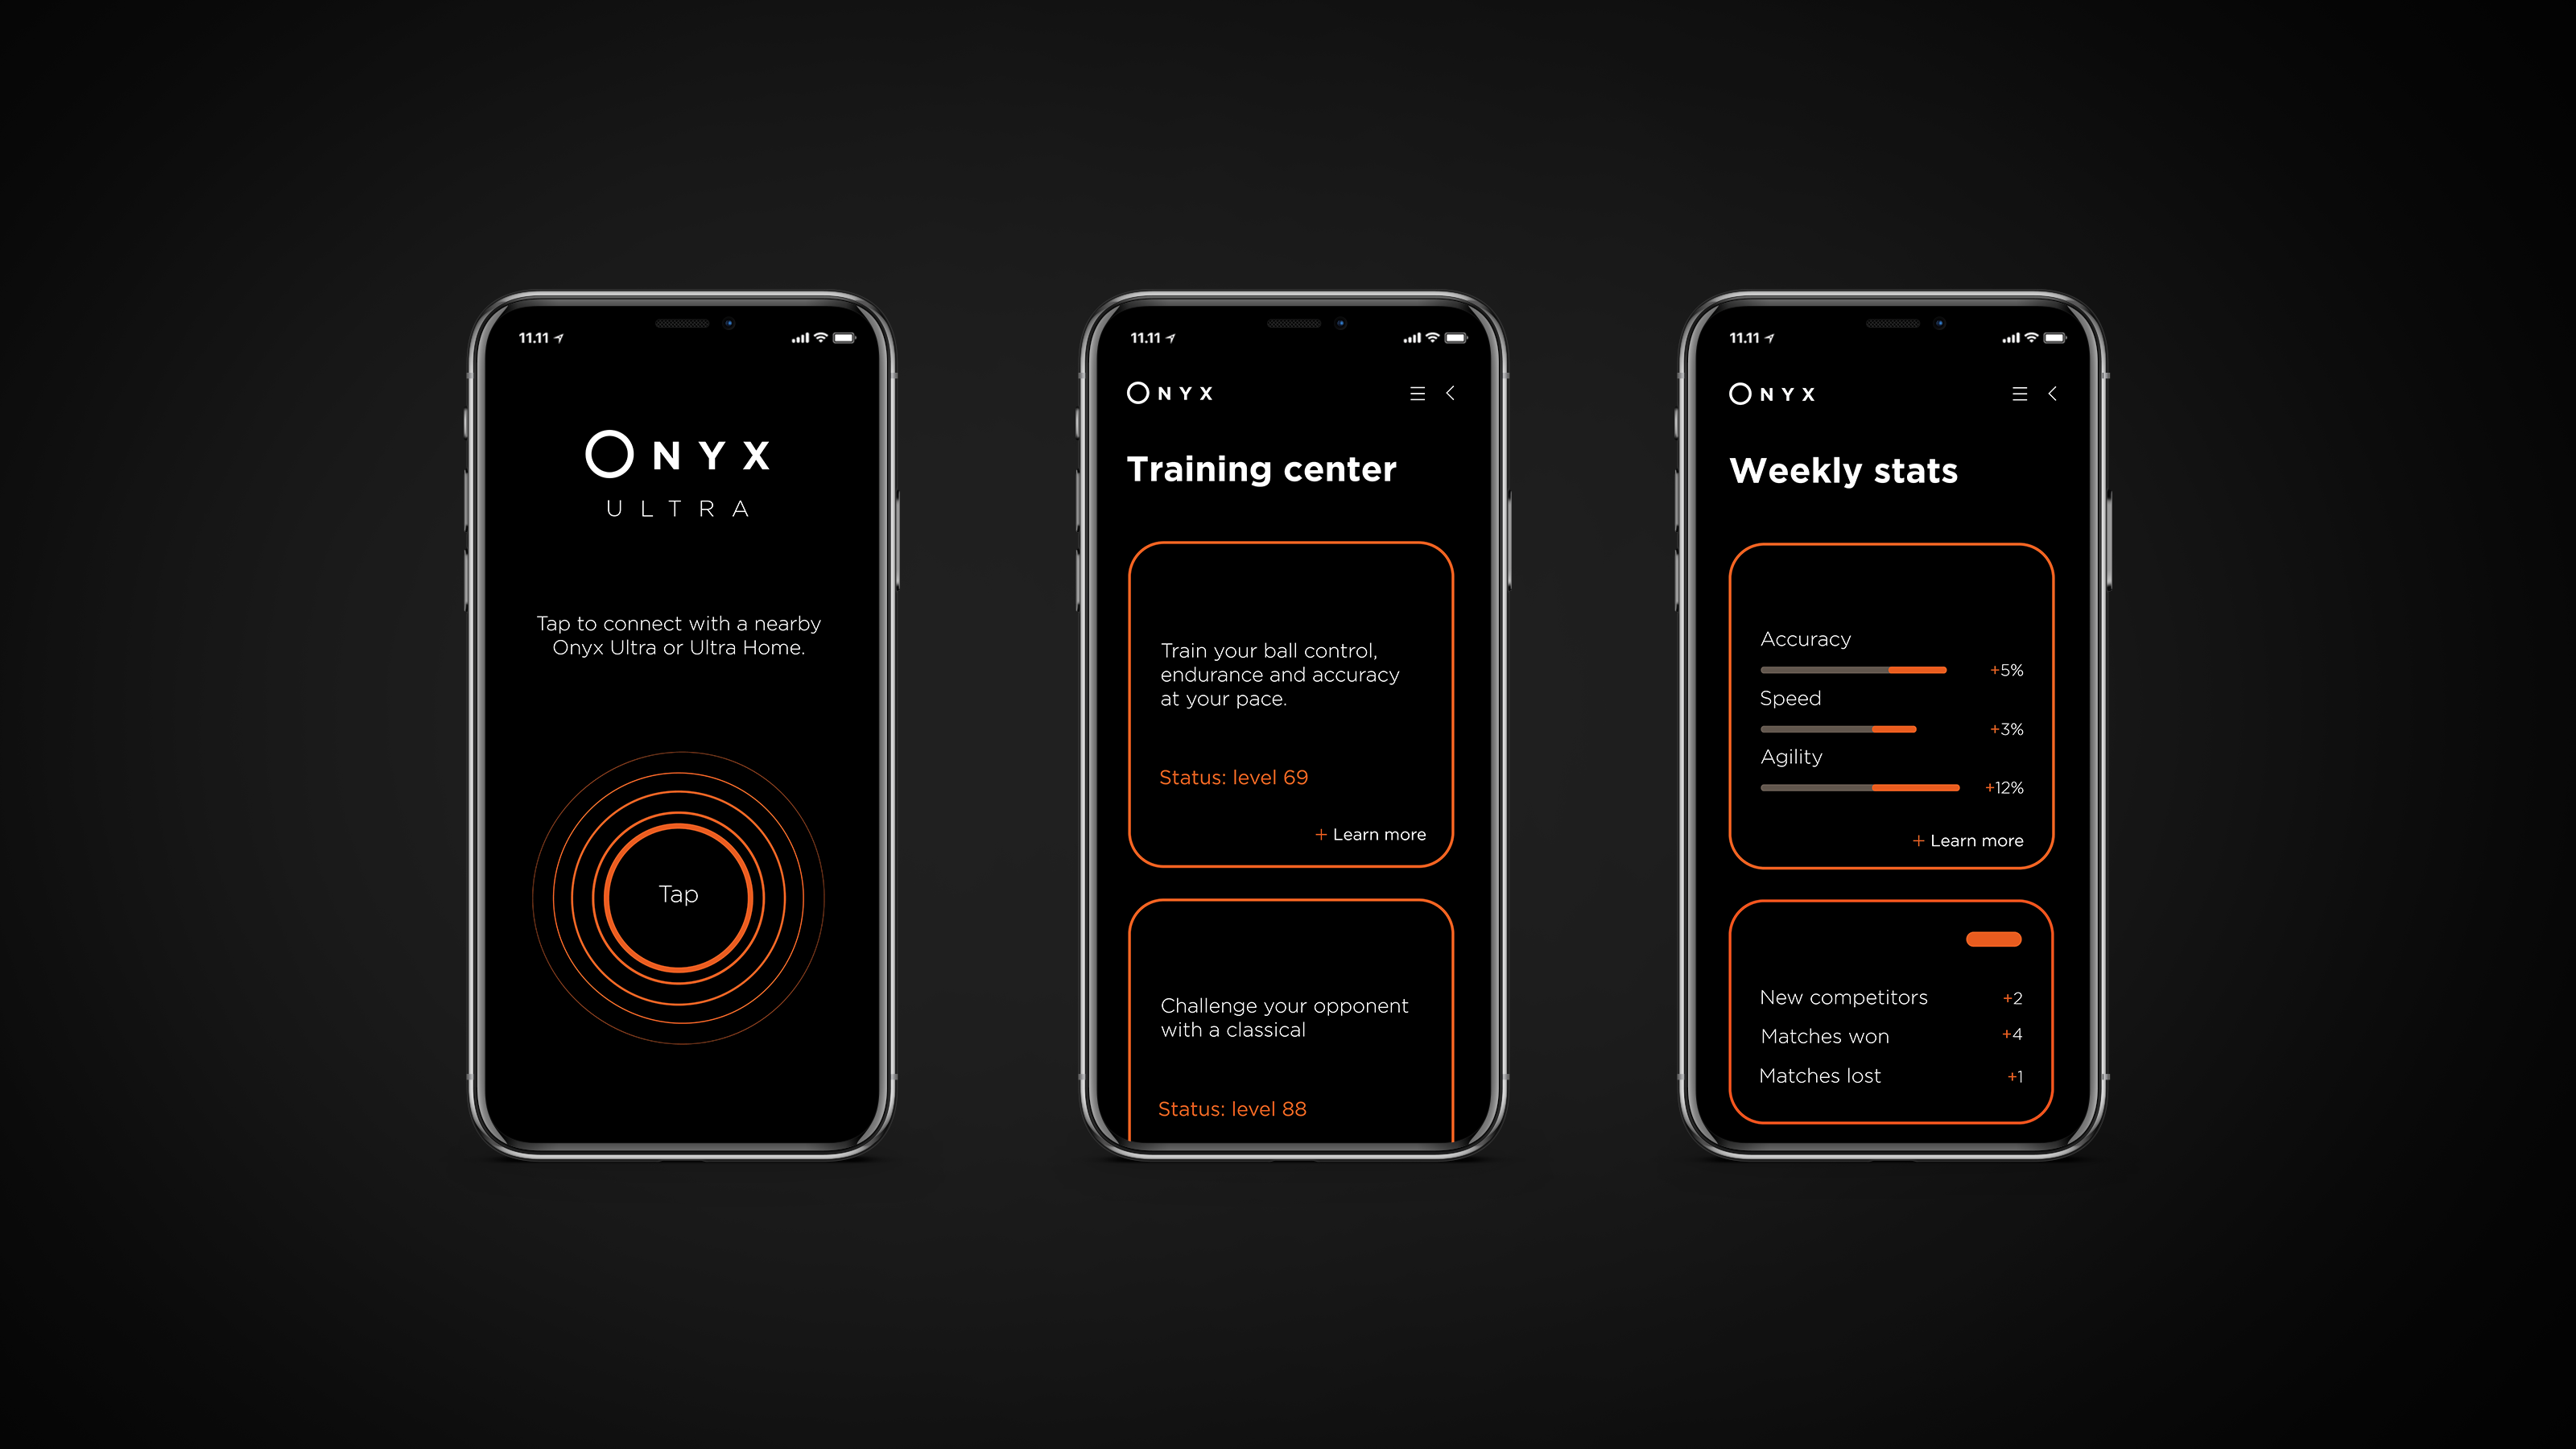 11.11
ONYX
ULTRA
Tap to connect with a nearby
Onyx Ultra or Ultra Home.
Tap
11.11
ONYX
Training center
Train your ball control,
endurance and accuracy
at your pace.
Status: level 69
+ Learn more
Challenge your opponent
with a classical
Status: level 88
11.11
ONYX
Weekly stats
Accuracy
+5%
Speed
+3%
Agility
+12%
+ Learn more
New competitors +2
Matches won +4
Matches lost +1